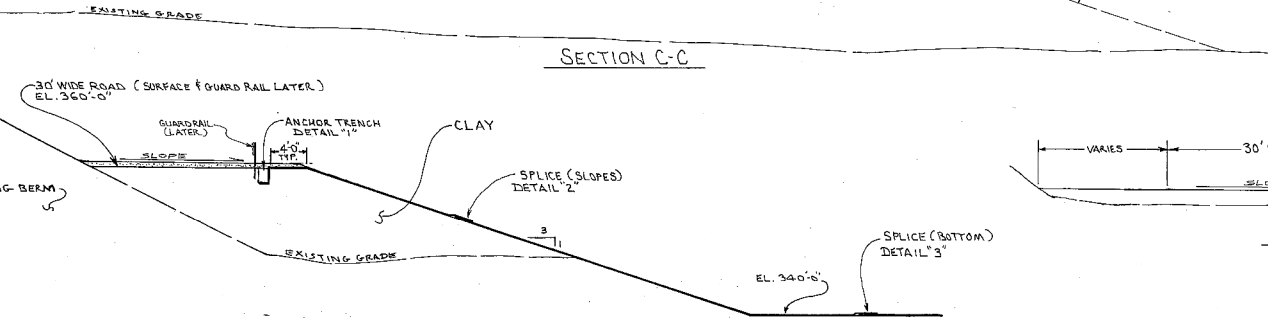 EXISTING GRADE
SECTION C-C
30' WIDE ROAD (SURFACE & GUARD RAIL LATER)
EL. 360'-0"
GUARDRAIL
(LATER)
ANCHOR TRENCH
DETAIL "1"
CLAY
4'-0"
TYP.
SLOPE
VARIES
30'
SPLICE (SLOPES)
DETAIL "2"
NG BERM
3
1
EXISTING GRADE
SPLICE (BOTTOM)
DETAIL "3"
EL. 340'-0"